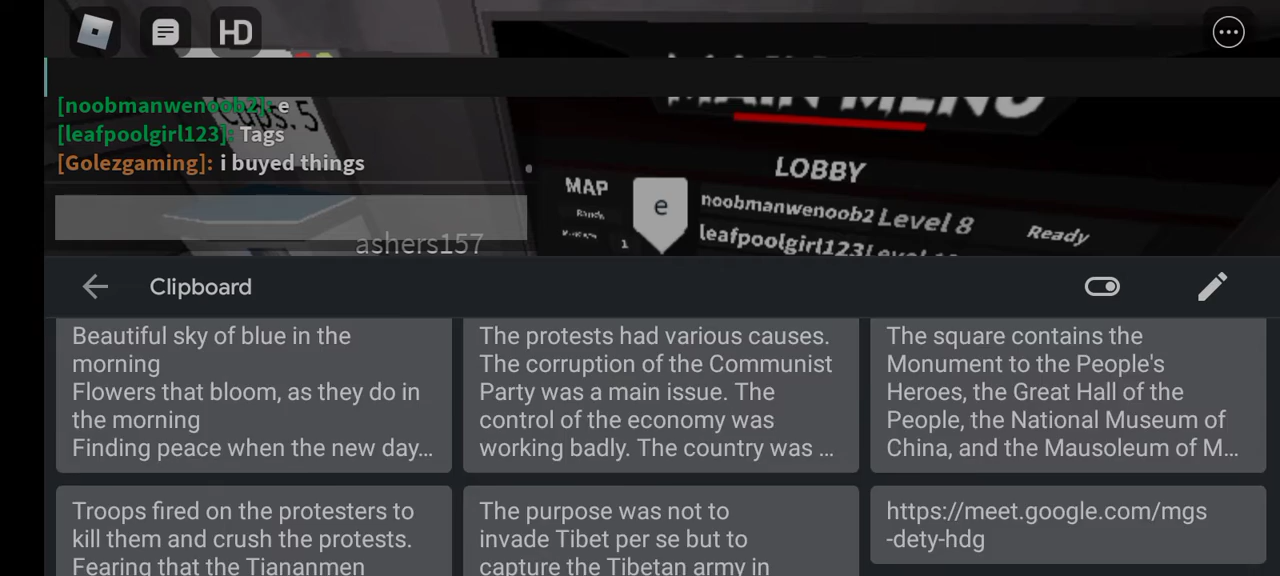 HD
[noobmanwenoob2]: e
[leafpoolgirl123]: Tags
[Golezgaming]: i buyed things
ashers157
MAIN MENU
LOBBY
MAP
e
1
noobmanwenoob2 Level 8 Ready
leafpoolgirl123 Level
Clipboard
Beautiful sky of blue in the
morning
Flowers that bloom, as they do in
the morning
Finding peace when the new day...
The protests had various causes.
The corruption of the Communist
Party was a main issue. The
control of the economy was
working badly. The country was ...
The square contains the
Monument to the People's
Heroes, the Great Hall of the
People, the National Museum of
China, and the Mausoleum of M...
Troops fired on the protesters to
kill them and crush the protests.
Fearing that the Tiananmen
The purpose was not to
invade Tibet per se but to
capture the Tibetan army in
https://meet.google.com/mgs
-dety-hdg